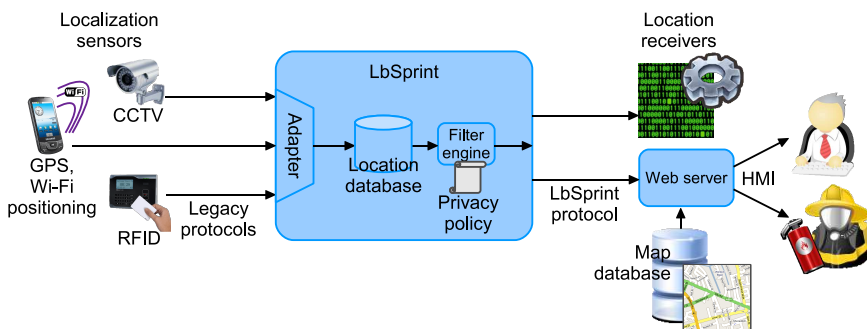 Localization
sensors
CCTV
WiFi
GPS,
Wi-Fi
positioning
RFID
Legacy
protocols
LbSprint
Adapter
Location
database
Filter
engine
Privacy
policy
LbSprint
protocol
Location
receivers
Web server
HMI
Map
database